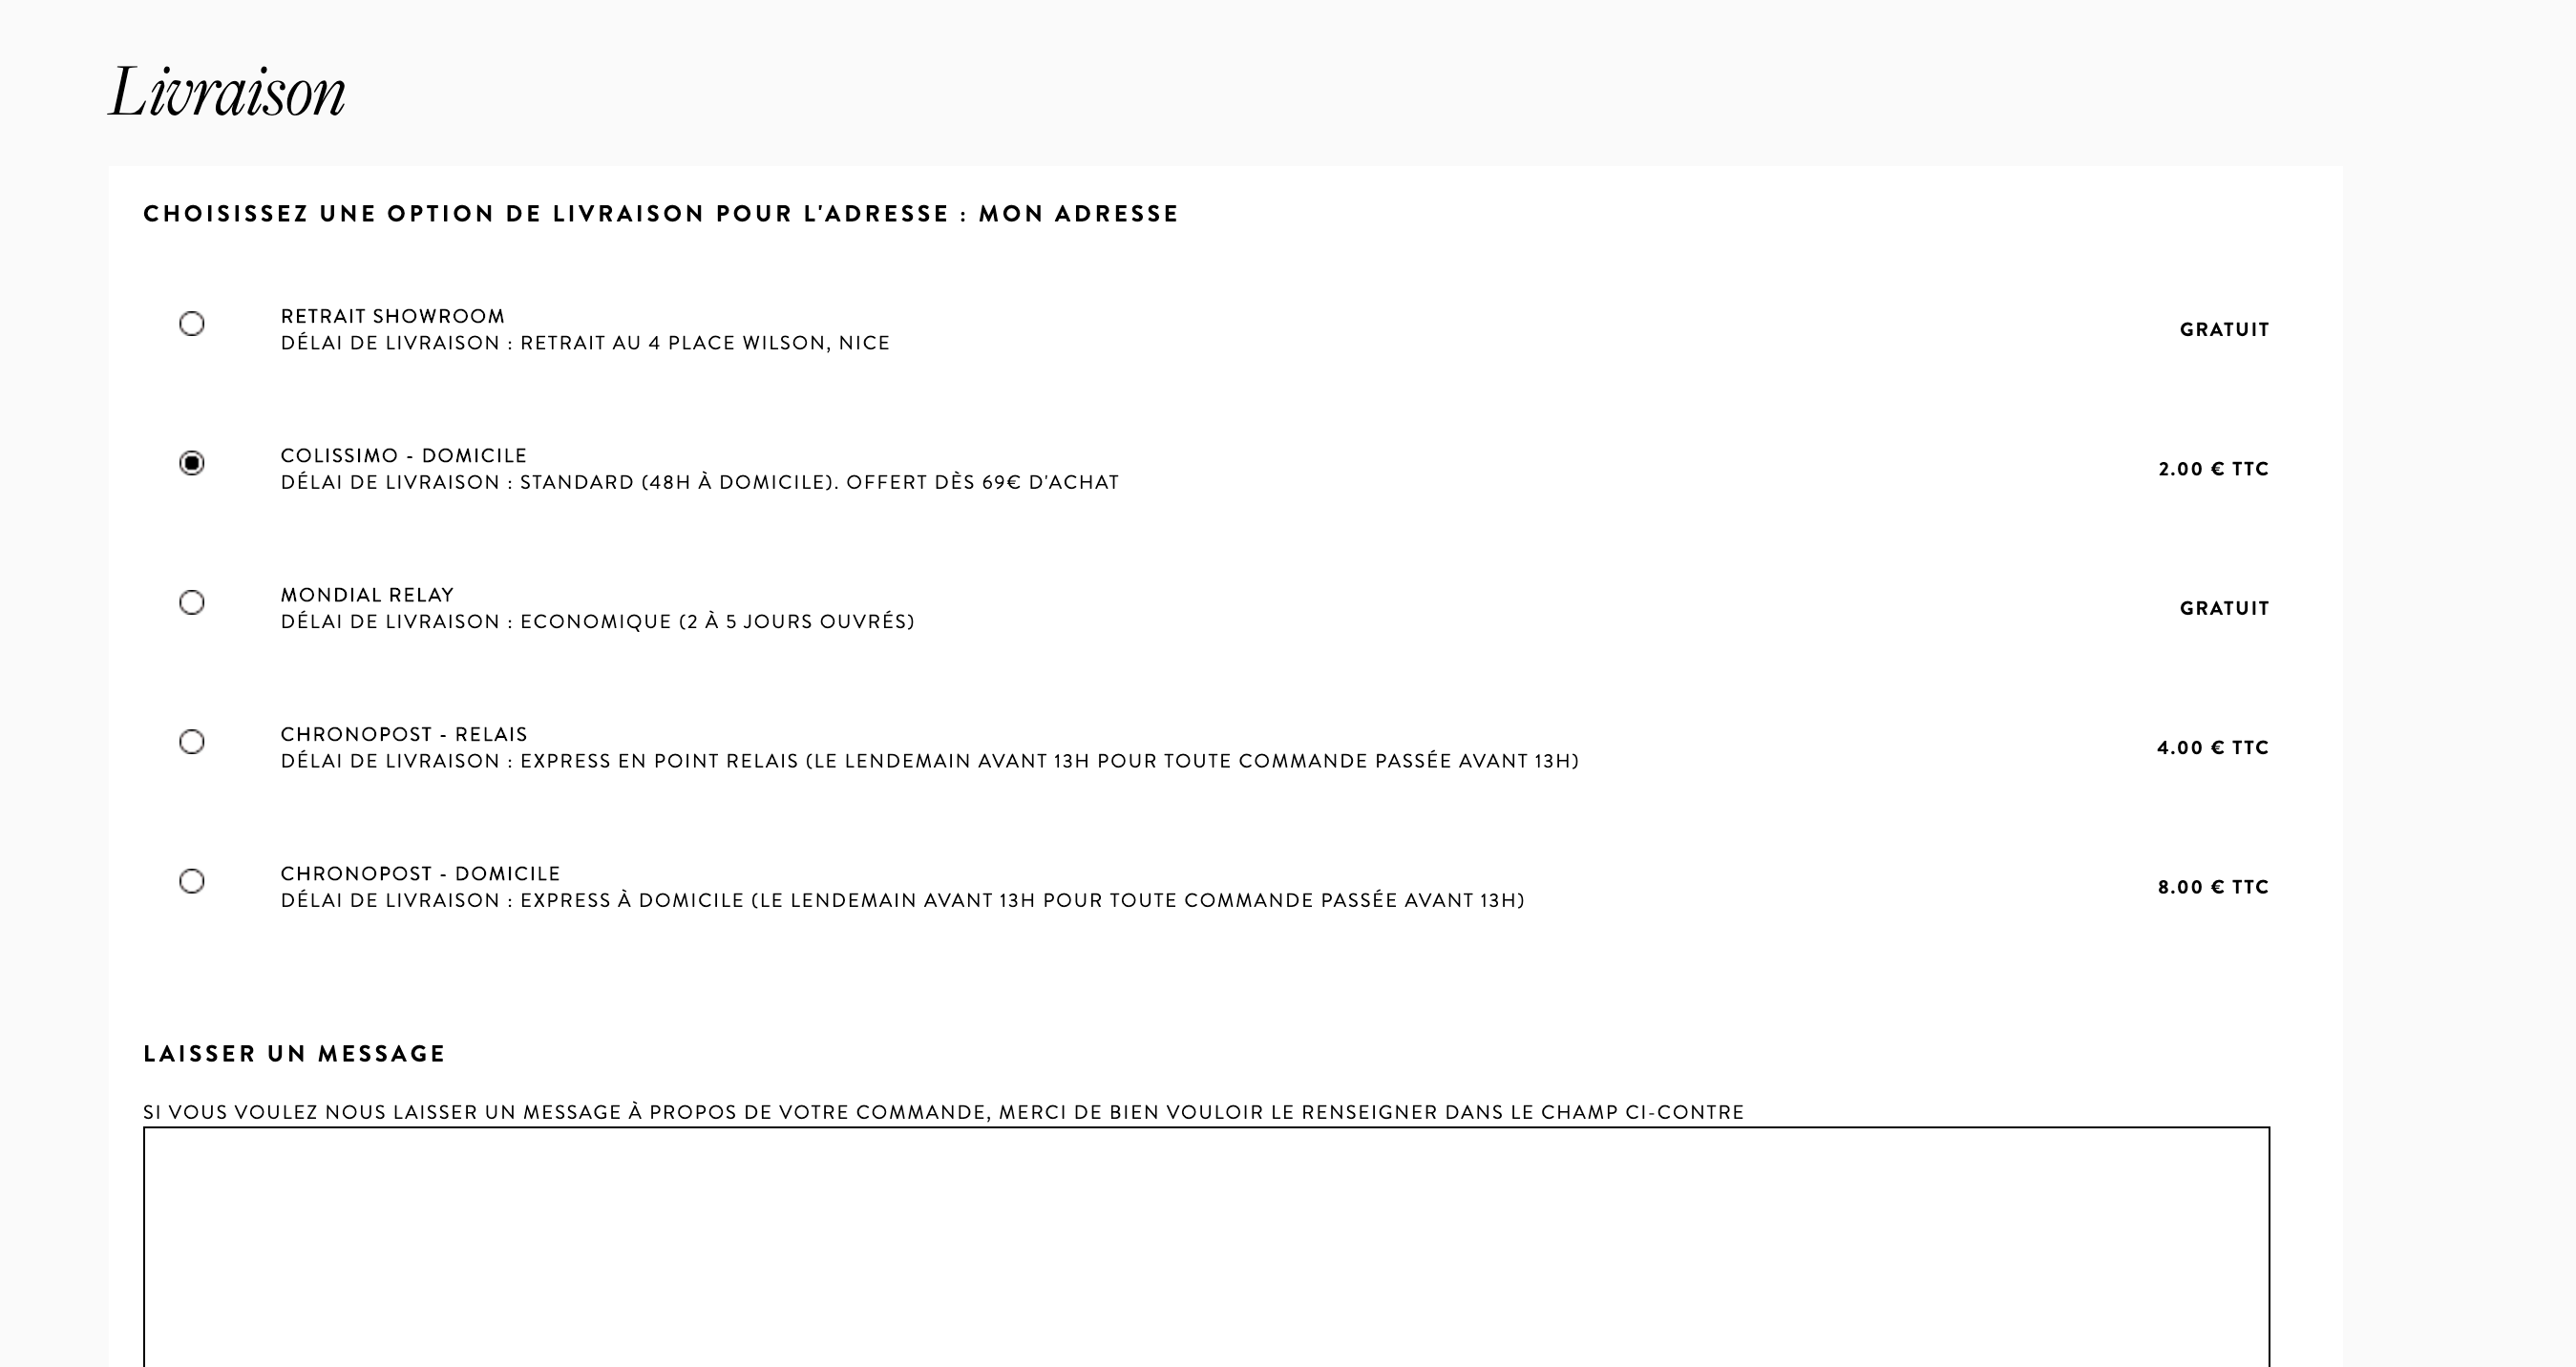 Livraison
CHOISISSEZ UNE OPTION DE LIVRAISON POUR L'ADRESSE : MON ADRESSE
RETRAIT SHOWROOM
DÉLAI DE LIVRAISON : RETRAIT AU 4 PLACE WILSON, NICE
GRATUIT
COLISSIMO - DOMICILE
DÉLAI DE LIVRAISON : STANDARD (48H À DOMICILE). OFFERT DÈS 69€ D'ACHAT
2.00 € TTC
MONDIAL RELAY
DÉLAI DE LIVRAISON : ECONOMIQUE (2 À 5 JOURS OUVRÉS)
GRATUIT
CHRONOPOST - RELAIS
DÉLAI DE LIVRAISON : EXPRESS EN POINT RELAIS (LE LENDEMAIN AVANT 13H POUR TOUTE COMMANDE PASSÉE AVANT 13H)
4.00 € TTC
CHRONOPOST - DOMICILE
DÉLAI DE LIVRAISON : EXPRESS À DOMICILE (LE LENDEMAIN AVANT 13H POUR TOUTE COMMANDE PASSÉE AVANT 13H)
8.00 € TTC
LAISSER UN MESSAGE
SI VOUS VOULEZ NOUS LAISSER UN MESSAGE À PROPOS DE VOTRE COMMANDE, MERCI DE BIEN VOULOIR LE RENSEIGNER DANS LE CHAMP CI-CONTRE